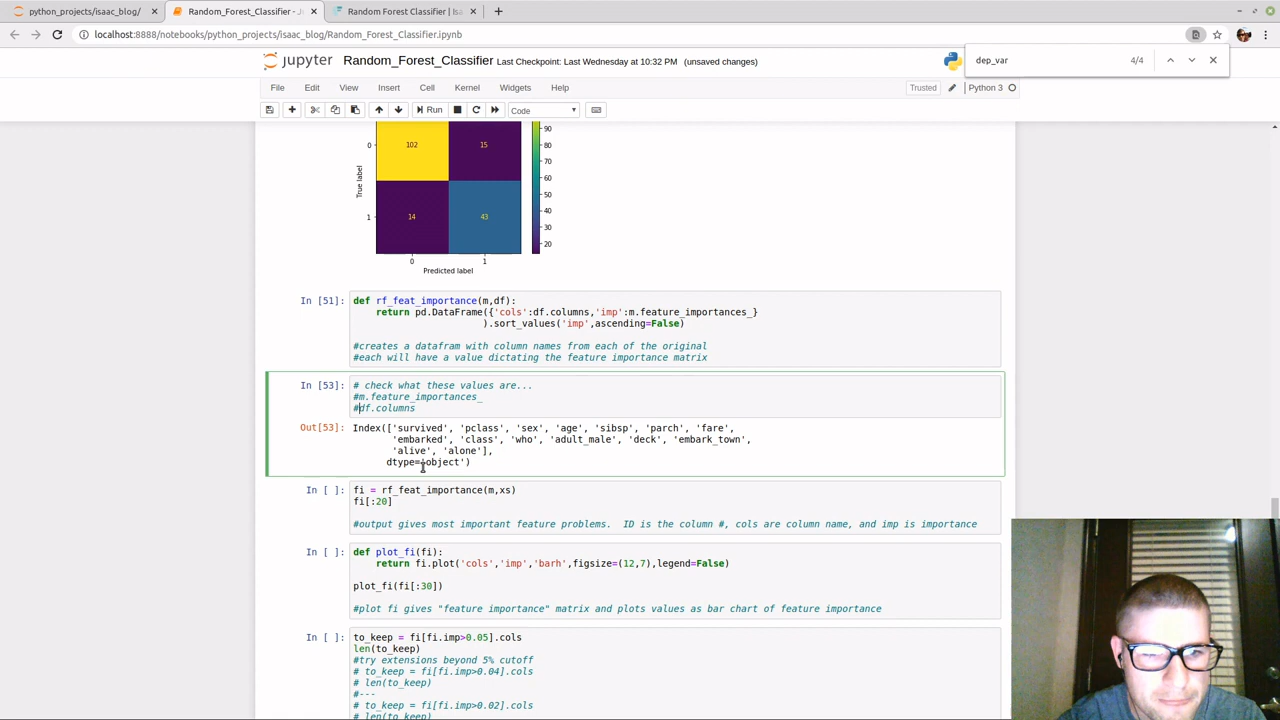 python_projects/isaac_blog/
Random_Forest_Classifier - J
Random Forest Classifier | Isa
localhost:8888/notebooks/python_projects/isaac_blog/Random_Forest_Classifier.ipynb
dep_var 4/4
jupyter Random_Forest_Classifier Last Checkpoint: Last Wednesday at 10:32 PM (unsaved changes)
File Edit View Insert Cell Kernel Widgets Help Trusted Python 3
Run Code
90
80
70
60
50
40
30
20
True label
0 102 15
1 14 43
0 1
Predicted label
In [51]: def rf_feat_importance(m,df):
return pd.DataFrame({'cols':df.columns,'imp':m.feature_importances_}
).sort_values('imp',ascending=False)
#creates a datafram with column names from each of the original
#each will have a value dictating the feature importance matrix
In [53]: # check what these values are...
#m.feature_importances_
#df.columns
Out[53]: Index(['survived', 'pclass', 'sex', 'age', 'sibsp', 'parch', 'fare',
'embarked', 'class', 'who', 'adult_male', 'deck', 'embark_town',
'alive', 'alone'],
dtype='object')
In [ ]: fi = rf_feat_importance(m,xs)
fi[:20]
#output gives most important feature problems.  ID is the column #, cols are column name, and imp is importance
In [ ]: def plot_fi(fi):
return fi.plot('cols','imp','barh',figsize=(12,7),legend=False)
plot_fi(fi[:30])
#plot fi gives "feature importance" matrix and plots values as bar chart of feature importance
In [ ]: to_keep = fi[fi.imp>0.05].cols
len(to_keep)
#try extensions beyond 5% cutoff
# to_keep = fi[fi.imp>0.04].cols
# len(to_keep)
#---
# to_keep = fi[fi.imp>0.02].cols
# len(to_keep)